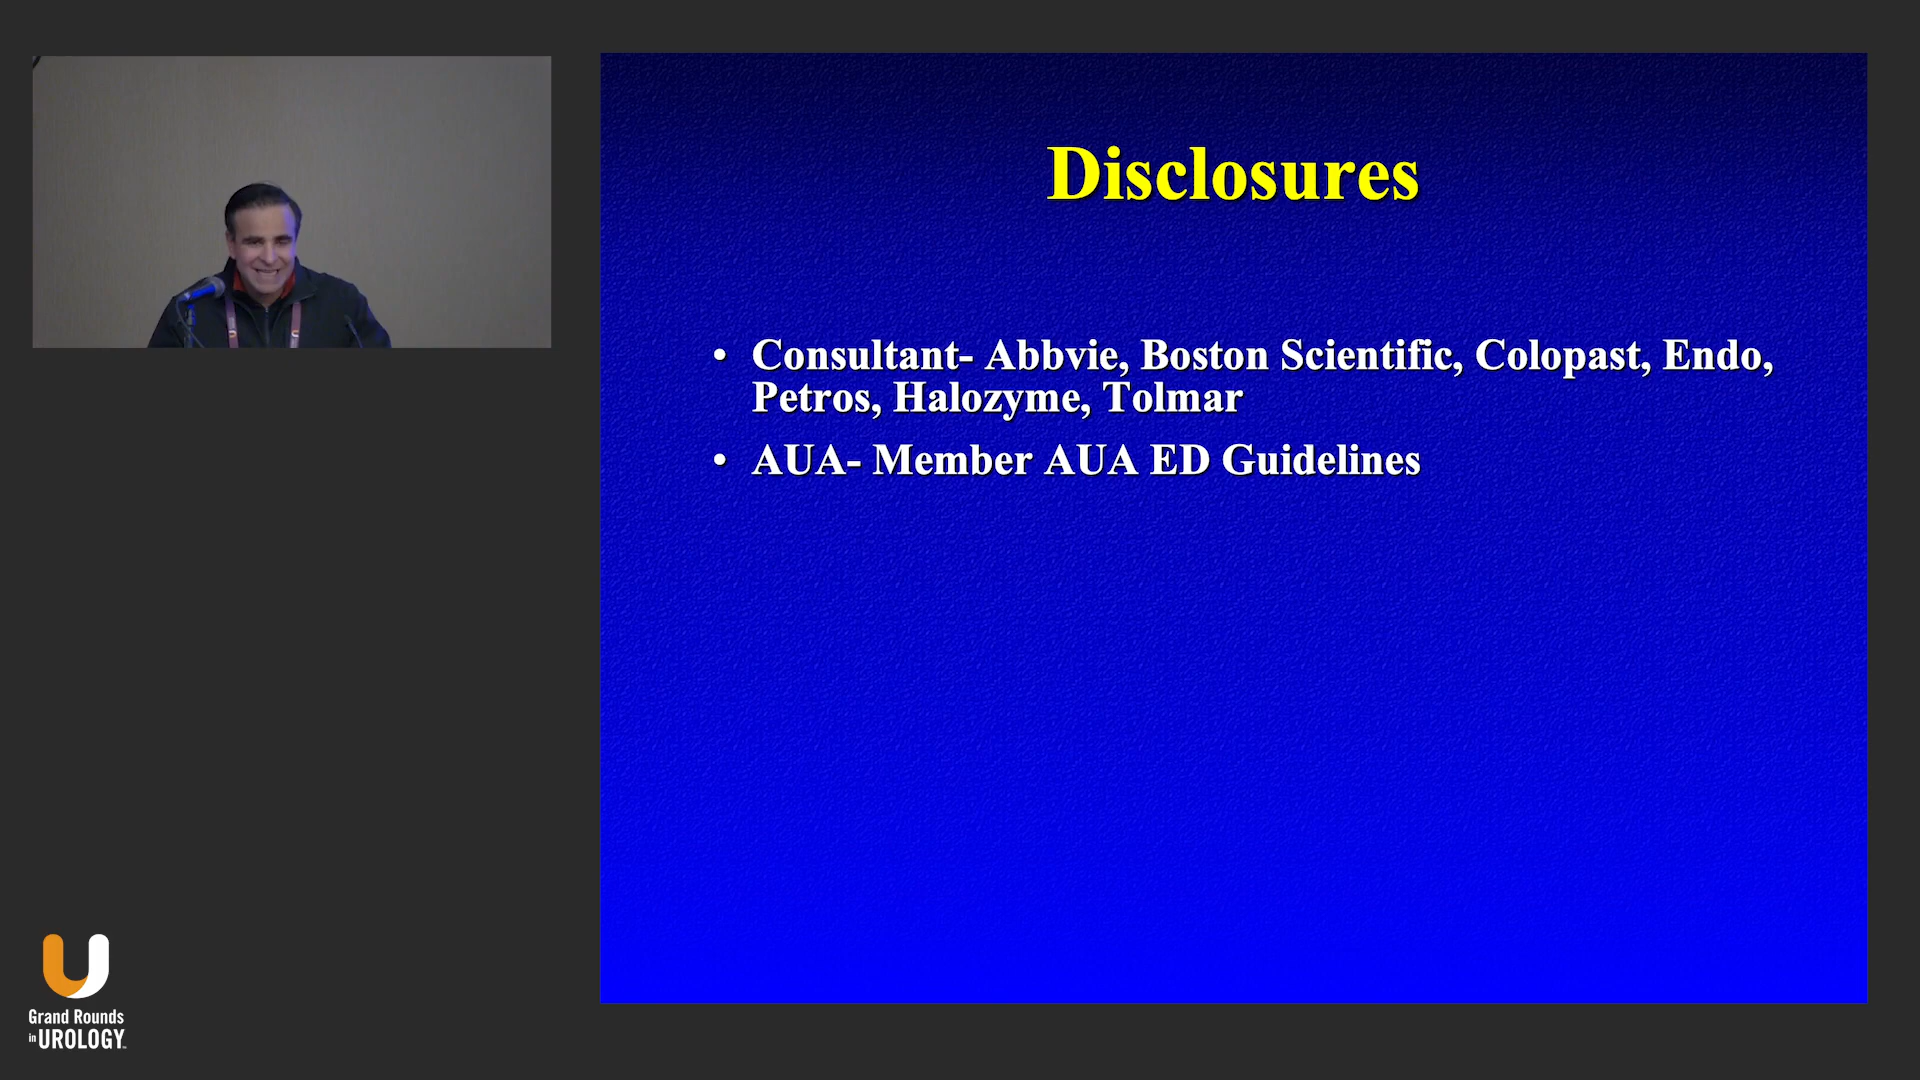 Disclosures
• Consultant- Abbvie, Boston Scientific, Colopast, Endo,
Petros, Halozyme, Tolmar
• AUA- Member AUA ED Guidelines
Grand Rounds
in UROLOGY